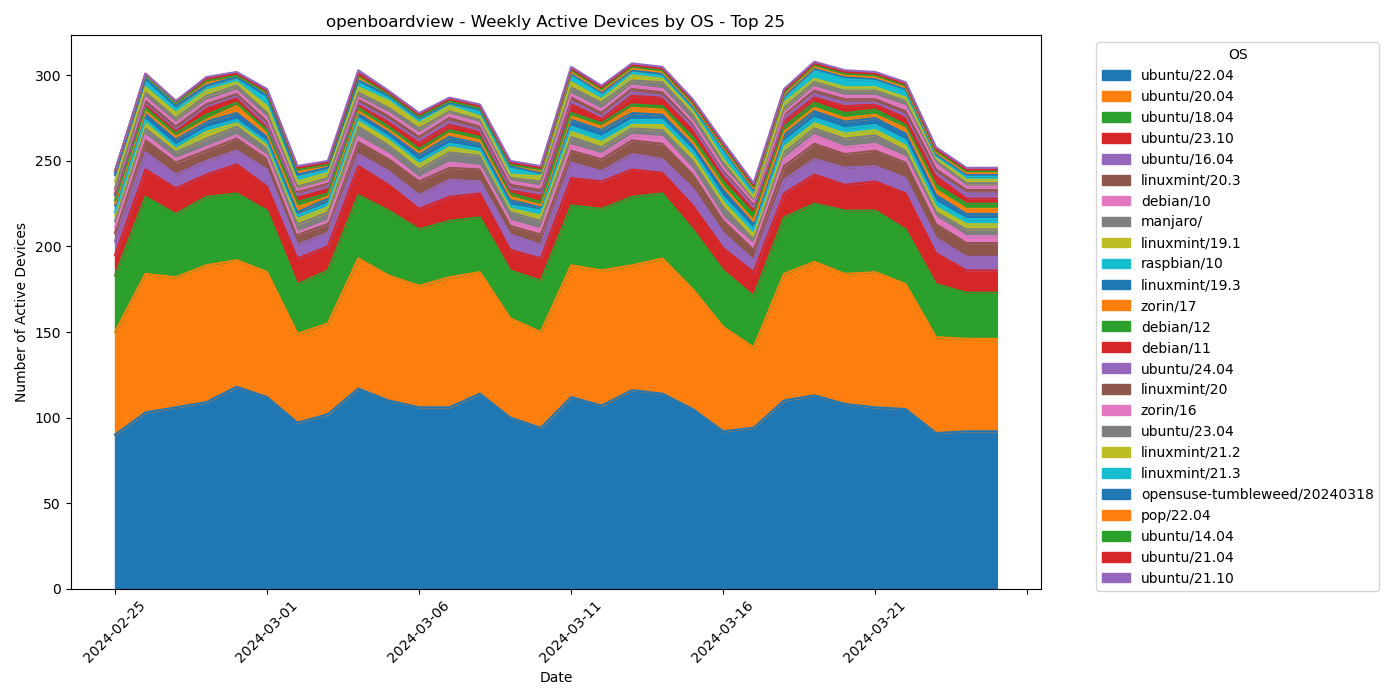 openboardview - Weekly Active Devices by OS - Top 25
300
250
200
150
100
50
0
Number of Active Devices
2024-02-25
2024-03-01
2024-03-06
2024-03-11
2024-03-16
2024-03-21
Date
OS
ubuntu/22.04
ubuntu/20.04
ubuntu/18.04
ubuntu/23.10
ubuntu/16.04
linuxmint/20.3
debian/10
manjaro/
linuxmint/19.1
raspbian/10
linuxmint/19.3
zorin/17
debian/12
debian/11
ubuntu/24.04
linuxmint/20
zorin/16
ubuntu/23.04
linuxmint/21.2
linuxmint/21.3
opensuse-tumbleweed/20240318
pop/22.04
ubuntu/14.04
ubuntu/21.04
ubuntu/21.10